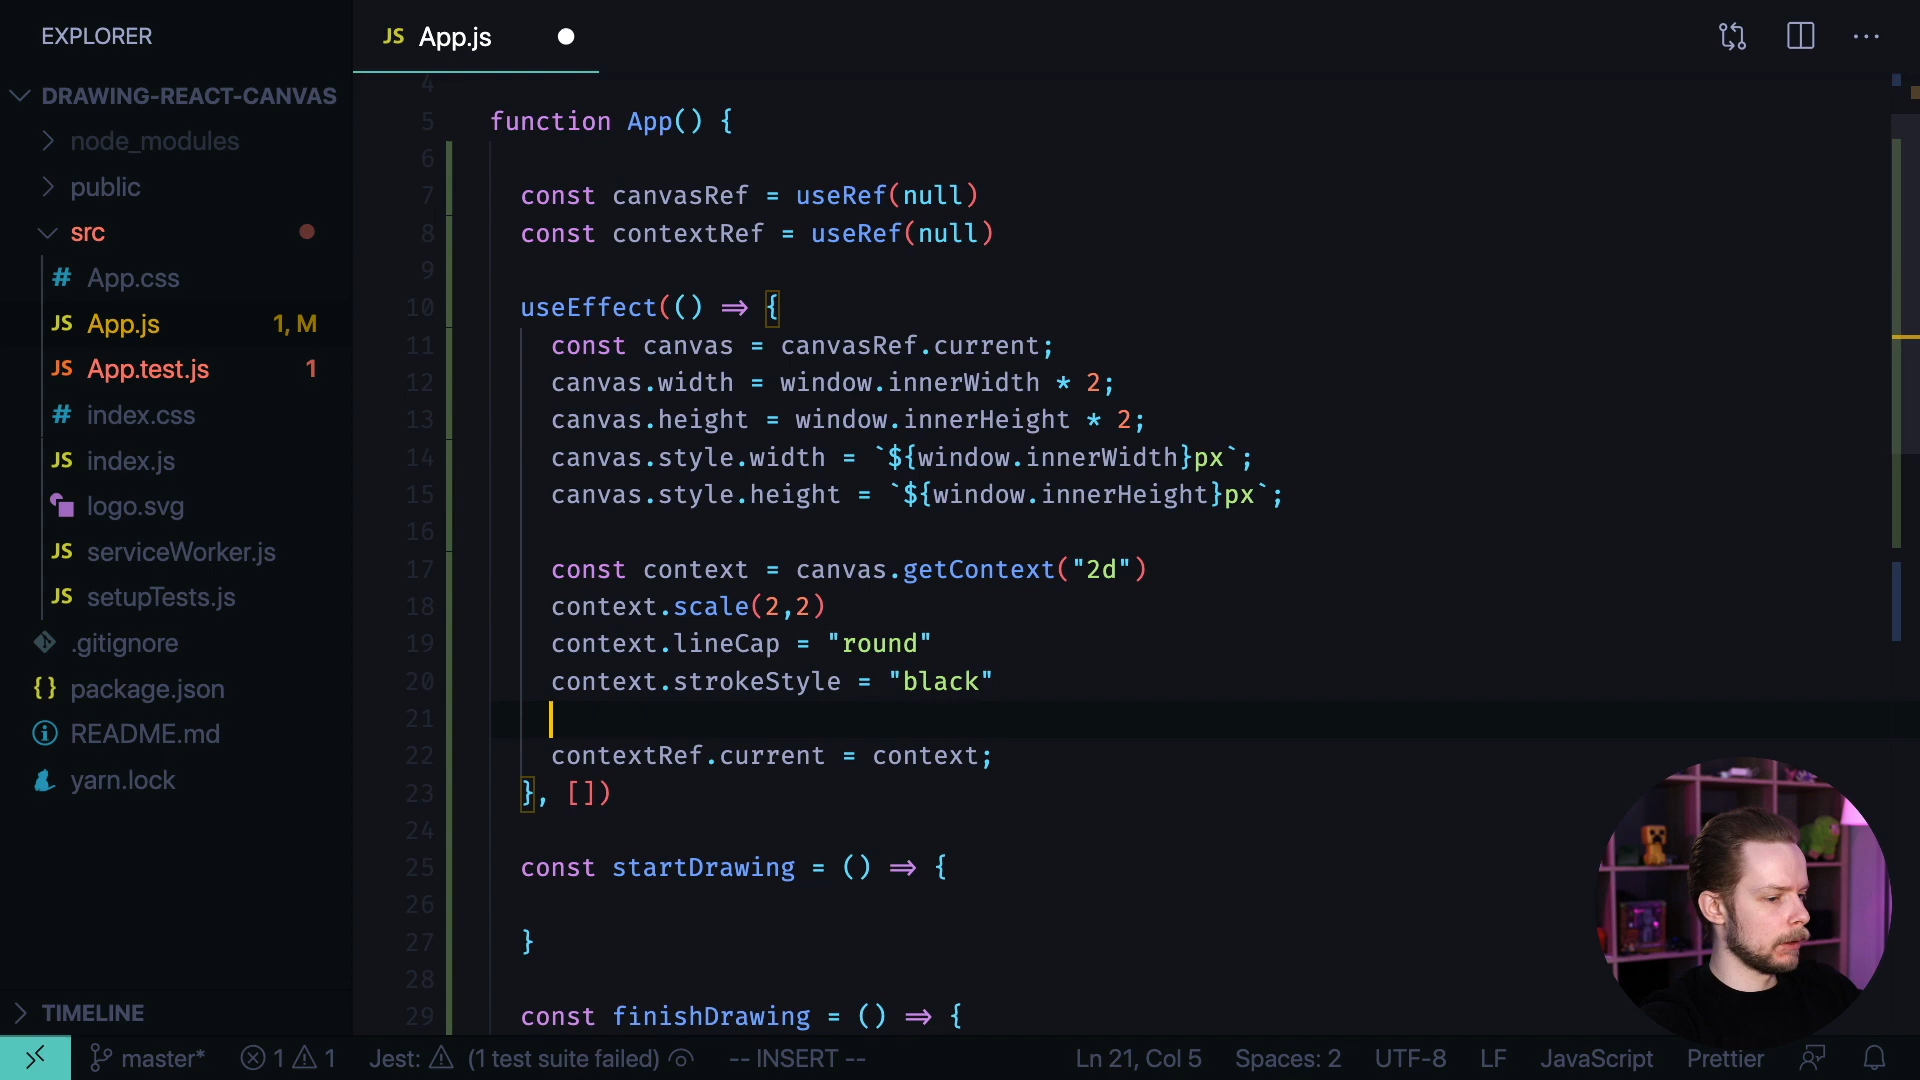 EXPLORER
JS App.js
DRAWING-REACT-CANVAS
node_modules
public
src
# App.css
JS App.js 1, M
JS App.test.js 1
# index.css
JS index.js
logo.svg
JS serviceWorker.js
JS setupTests.js
.gitignore
{} package.json
README.md
yarn.lock
TIMELINE
4
5 function App() {
6
7 const canvasRef = useRef(null)
8 const contextRef = useRef(null)
9
10 useEffect(() => {
11 const canvas = canvasRef.current;
12 canvas.width = window.innerWidth * 2;
13 canvas.height = window.innerHeight * 2;
14 canvas.style.width = `${window.innerWidth}px`;
15 canvas.style.height = `${window.innerHeight}px`;
16
17 const context = canvas.getContext("2d")
18 context.scale(2,2)
19 context.lineCap = "round"
20 context.strokeStyle = "black"
21
22 contextRef.current = context;
23 }, [])
24
25 const startDrawing = () => {
26
27 }
28
29 const finishDrawing = () => {
master* 1 1 Jest: (1 test suite failed) -- INSERT -- Ln 21, Col 5 Spaces: 2 UTF-8 LF JavaScript Prettier